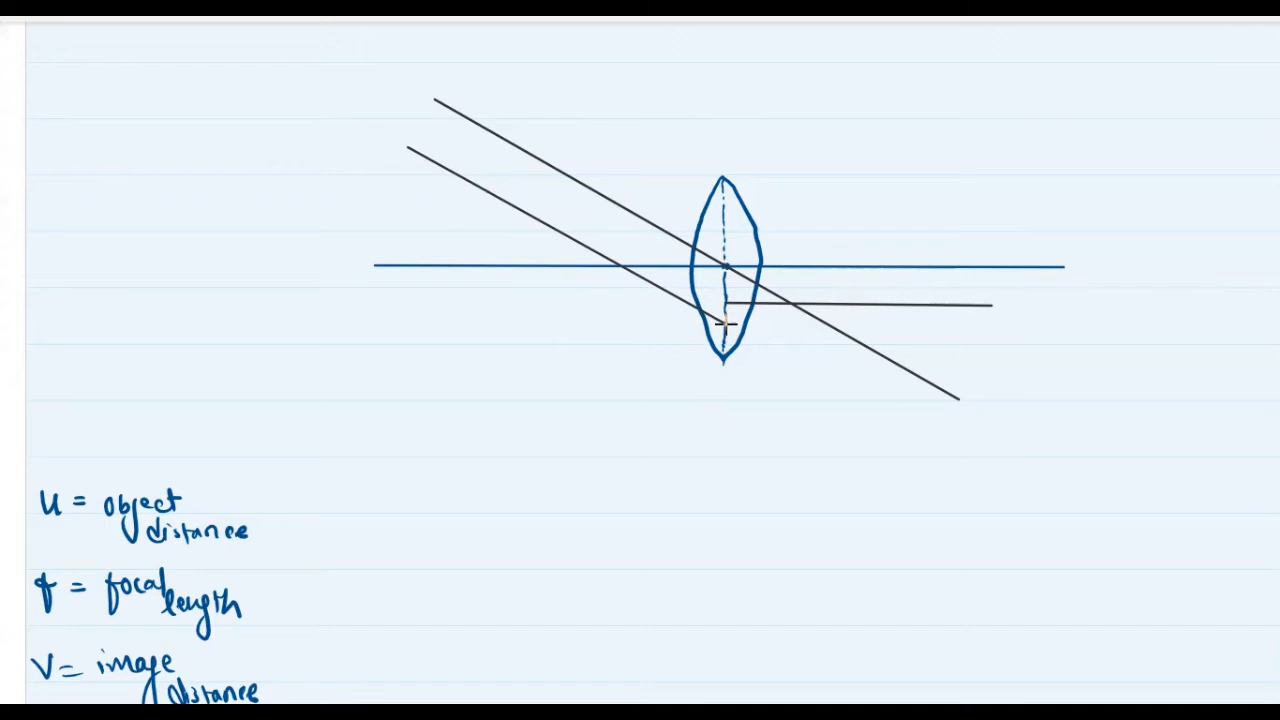 u = object
distance
f = focal
length
v = image
distance